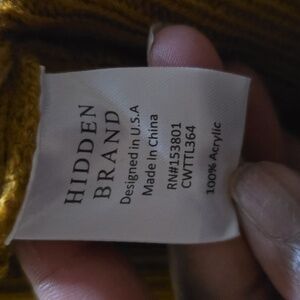 HIDDEN
BRAND
Designed in U.S.A
Made In China
RN#153801
CWTTL364
100% Acrylic